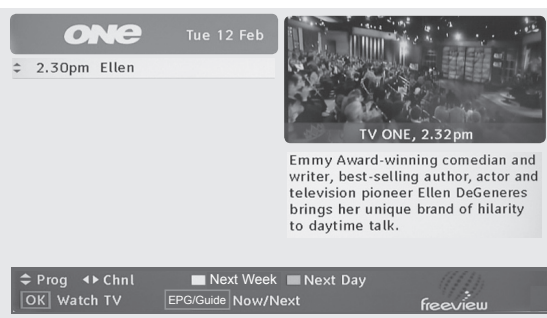 ONE Tue 12 Feb
2.30pm Ellen
TV ONE, 2.32pm
Emmy Award-winning comedian and
writer, best-selling author, actor and
television pioneer Ellen DeGeneres
brings her unique brand of hilarity
to daytime talk.
Prog Chnl Next Week Next Day
OK Watch TV EPG/Guide Now/Next
freeview